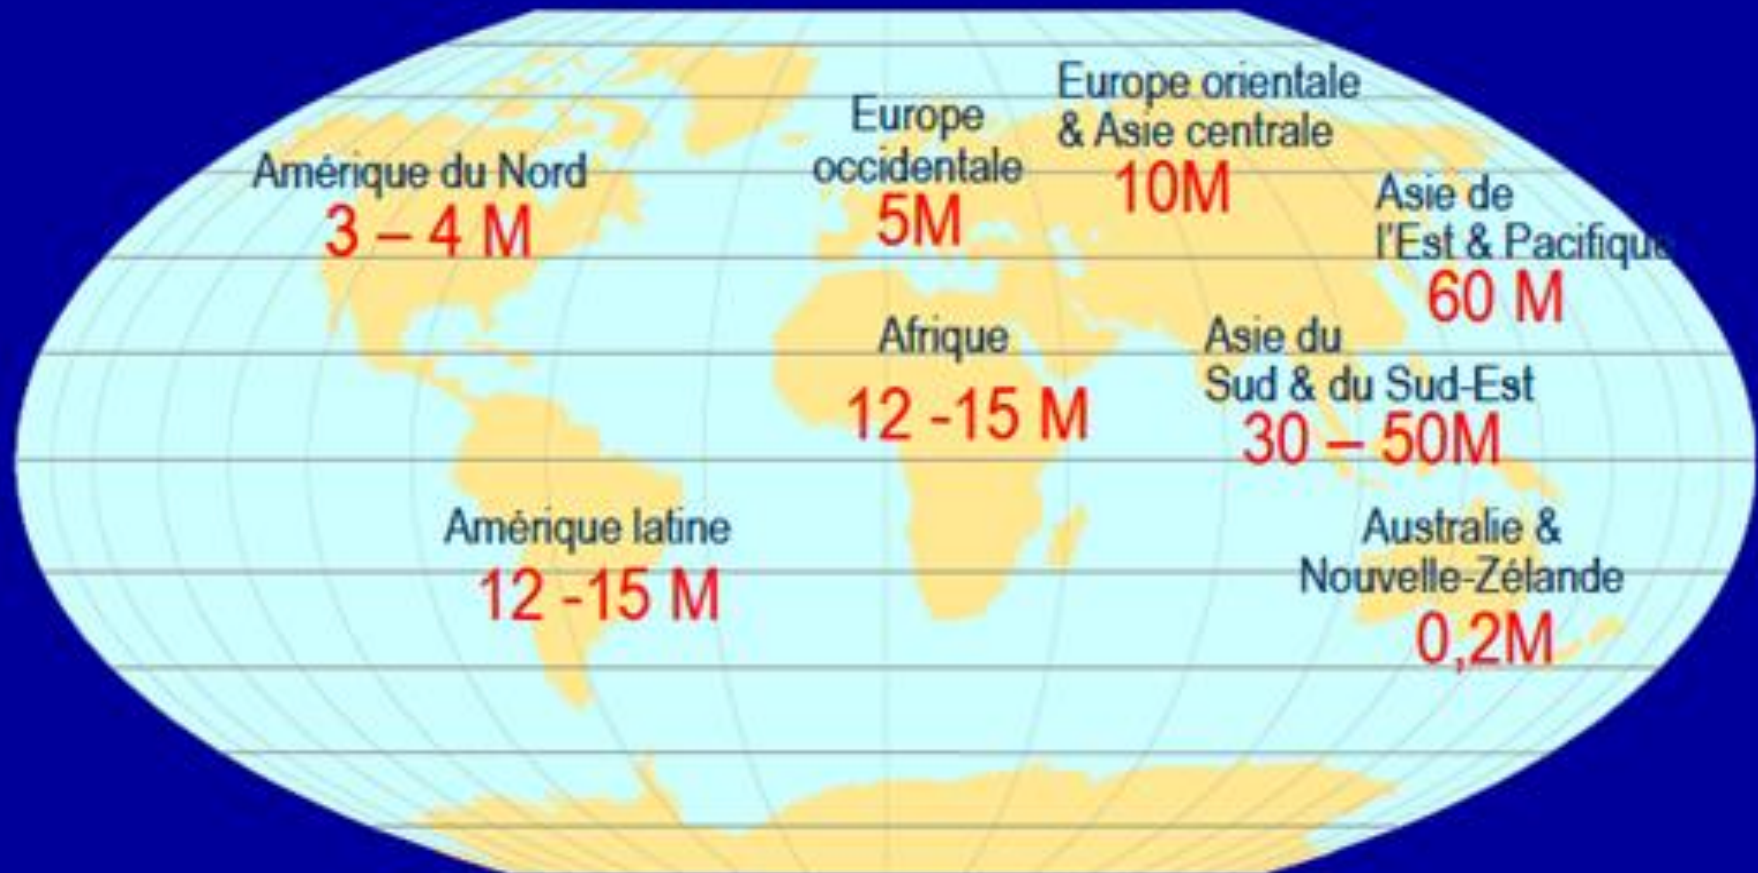 Amérique du Nord
3 – 4 M
Europe
occidentale
5M
Europe orientale
& Asie centrale
10M
Asie de
l'Est & Pacifique
60 M
Afrique
12 -15 M
Asie du
Sud & du Sud-Est
30 – 50M
Amérique latine
12 -15 M
Australie &
Nouvelle-Zélande
0,2M